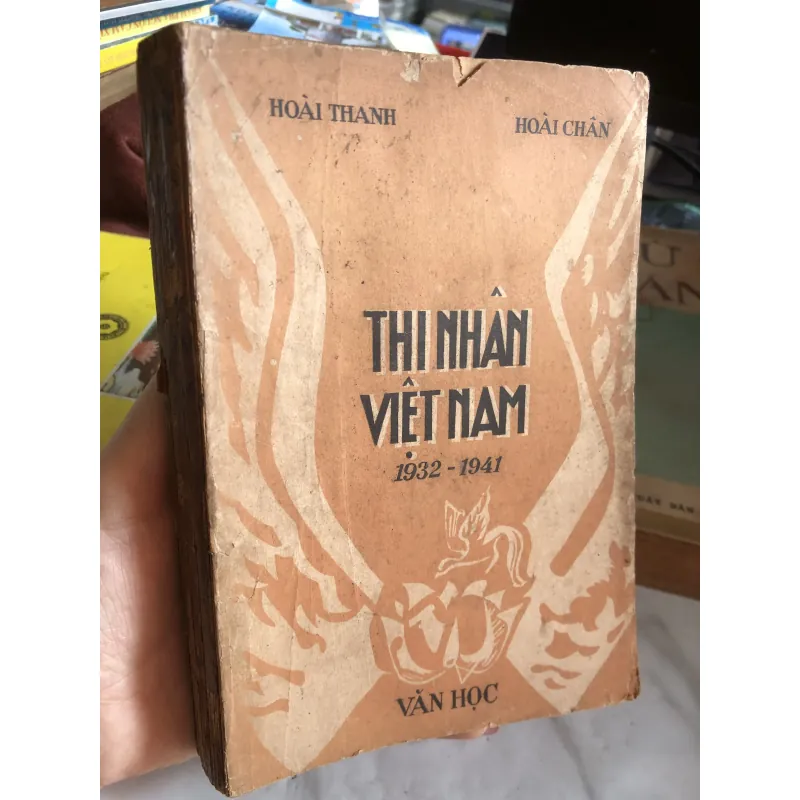 HOÀI THANH
HOÀI CHÂN
THI NHÂN
VIỆT NAM
1932 - 1941
VĂN HỌC